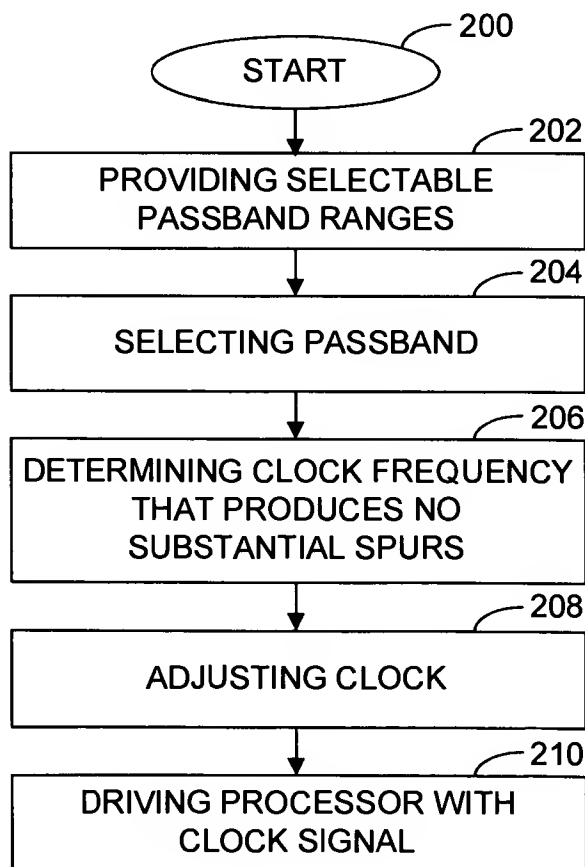 200
START
202
PROVIDING SELECTABLE
PASSBAND RANGES
204
SELECTING PASSBAND
206
DETERMINING CLOCK FREQUENCY
THAT PRODUCES NO
SUBSTANTIAL SPURS
208
ADJUSTING CLOCK
210
DRIVING PROCESSOR WITH
CLOCK SIGNAL